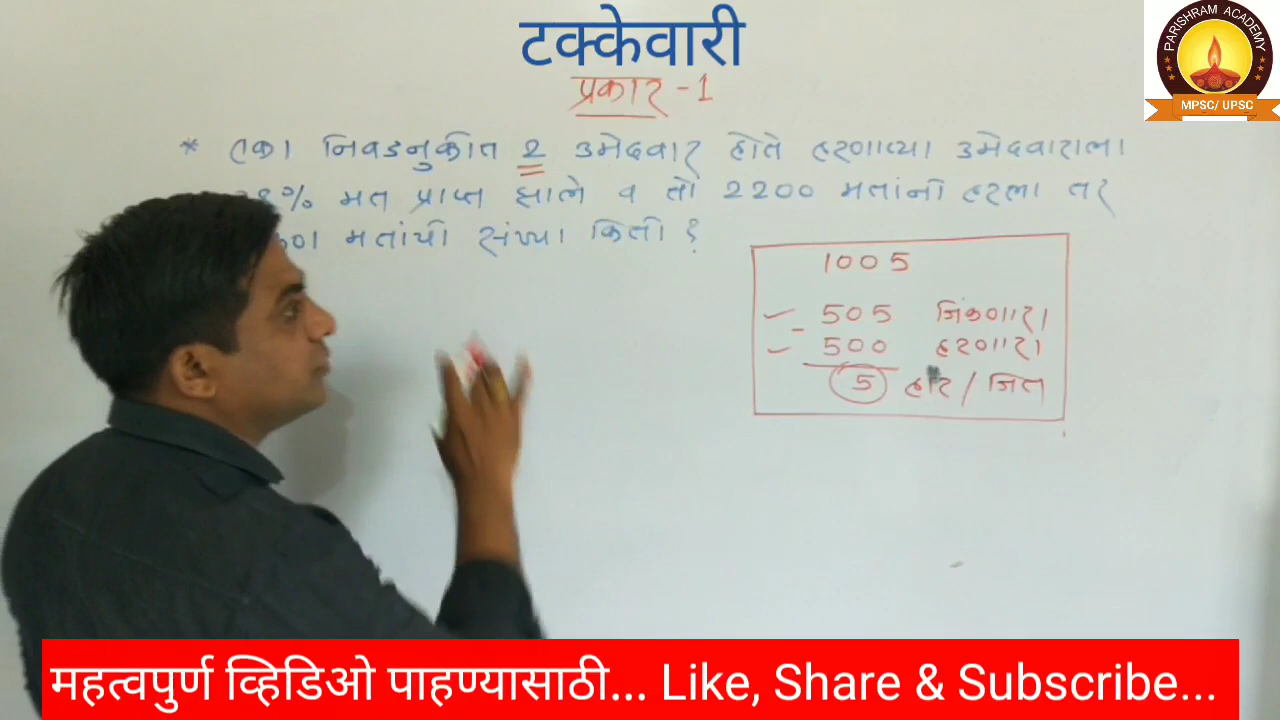 टक्केवारी
PARISHRAM ACADEMY
MPSC/ UPSC
प्रकार - 1
* एका निवडनुकीत 2 उमेदवार होते हरणाऱ्या उमेदवाराला
% मत प्राप्त झाले व तो 2200 मतांनी हरला तर
मतांची संख्या किती ?
1005
505 जिंकणारा
- 500 हरणारा
5 हार / जित
महत्वपुर्ण व्हिडिओ पाहण्यासाठी... Like, Share & Subscribe...